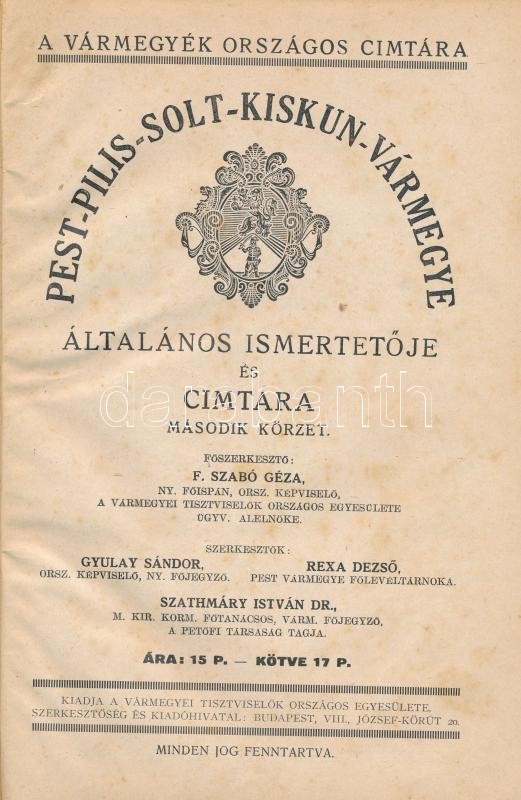 A VÁRMEGYÉK ORSZÁGOS CIMTÁRA
PEST-PILIS-SOLT-KISKUN-VÁRMEGYE
ÁLTALÁNOS ISMERTETŐJE
ÉS
CIMTÁRA
MÁSODIK KÖRZET.
darabanth
FŐSZERKESZTŐ:
F. SZABÓ GÉZA,
NY. FŐISPÁN, ORSZ. KÉPVISELŐ,
A VÁRMEGYEI TISZTVISELŐK ORSZÁGOS EGYESÜLETE
ÜGYV. ALELNÖKE.
SZERKESZTŐK:
GYULAY SÁNDOR, REXA DEZSŐ,
ORSZ. KÉPVISELŐ, NY. FŐJEGYZŐ. PEST VÁRMEGYE FŐLEVÉLTÁRNOKA.
SZATHMÁRY ISTVÁN DR.,
M. KIR. KORM. FŐTANÁCSOS, VÁRM. FŐJEGYZŐ,
A PETŐFI TÁRSASÁG TAGJA.
ÁRA: 15 P. — KÖTVE 17 P.
KIADJA A VÁRMEGYEI TISZTVISELŐK ORSZÁGOS EGYESÜLETE.
SZERKESZTŐSÉG ÉS KIADÓHIVATAL: BUDAPEST, VIII., JÓZSEF-KÖRÚT 20.
MINDEN JOG FENNTARTVA.